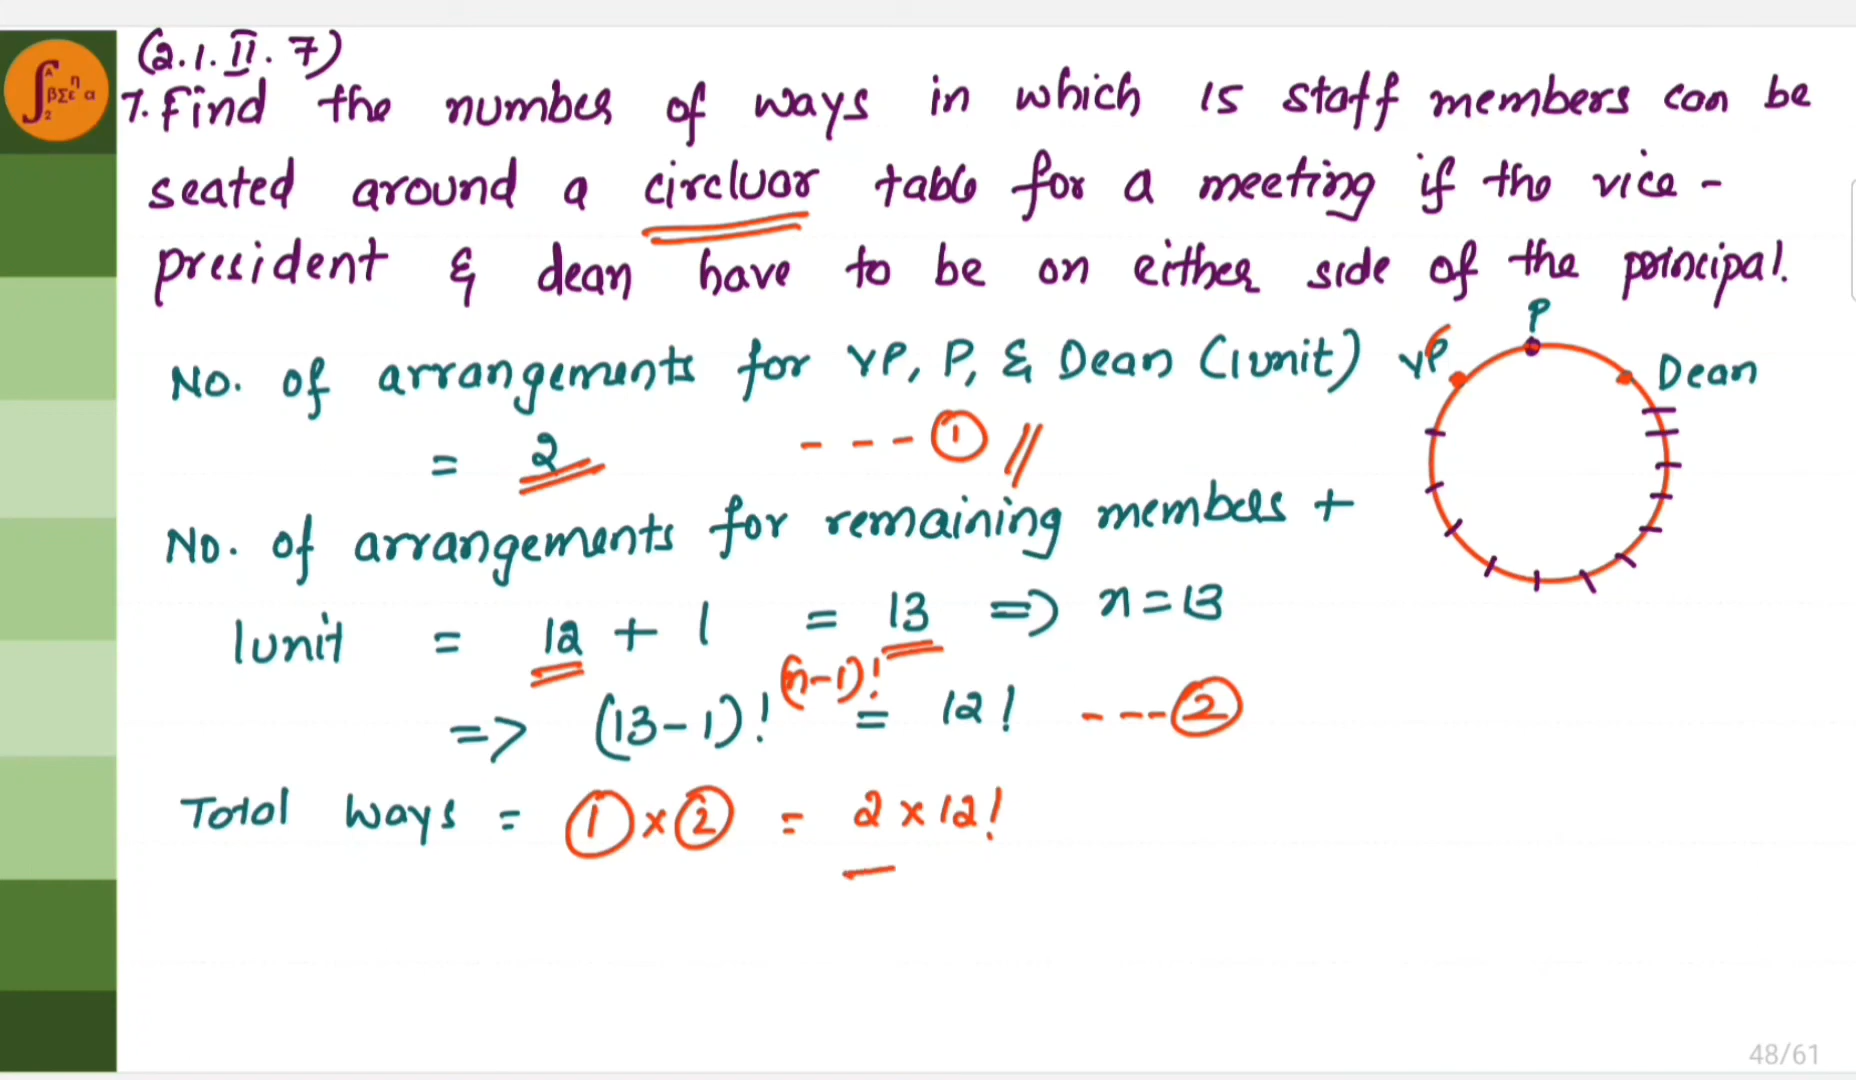 (2.1.II.7)
7. Find the number of ways in which 15 staff members can be
seated around a circluar table for a meeting if the vice -
president & dean have to be on either side of the principal.
No. of arrangements for VP, P, & Dean (1unit)
= 2 ---①//
VP P Dean
No. of arrangements for remaining members +
1unit = 12 + 1 = 13 => n=13
=> (13-1)! (n-1)! = 12! ---②
Total ways = ①x② = 2 x 12!
48/61